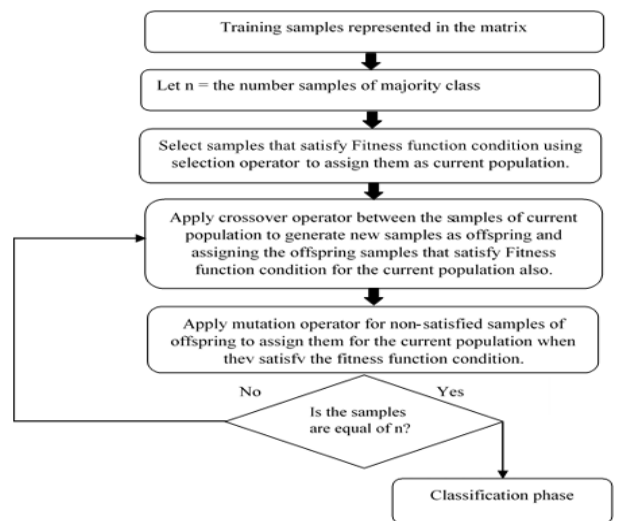 Training samples represented in the matrix
Let n = the number samples of majority class
Select samples that satisfy Fitness function condition using
selection operator to assign them as current population.
Apply crossover operator between the samples of current
population to generate new samples as offspring and
assigning the offspring samples that satisfy Fitness
function condition for the current population also.
Apply mutation operator for non-satisfied samples of
offspring to assign them for the current population when
they satisfy the fitness function condition.
No
Yes
Is the samples
are equal of n?
Classification phase